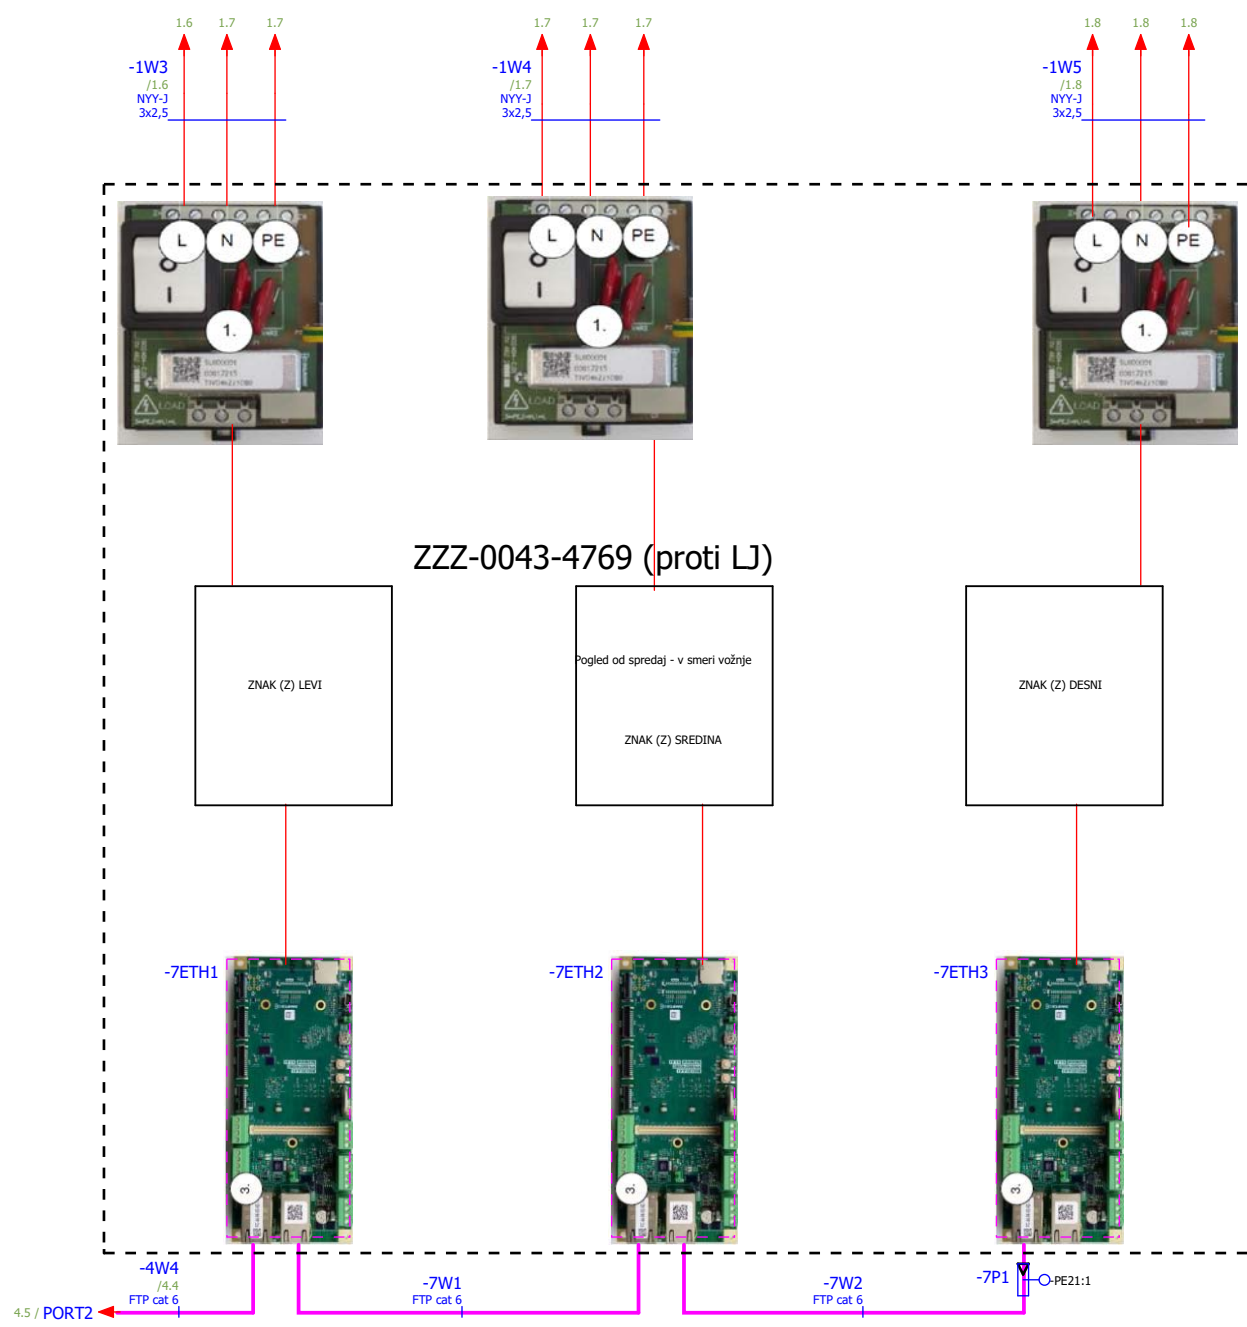 1.6 1.7 1.7
1.7 1.7 1.7
1.8 1.8 1.8
-1W3
/1.6
NYY-J
3x2,5
-1W4
/1.7
NYY-J
3x2,5
-1W5
/1.8
NYY-J
3x2,5
L N PE
O
I
1.
LOAD
L N PE
O
I
1.
LOAD
L N PE
O
I
1.
LOAD
ZZZ-0043-4769 (proti LJ)
ZNAK (Z) LEVI
Pogled od spredaj - v smeri vožnje
ZNAK (Z) SREDINA
ZNAK (Z) DESNI
-7ETH1
3.
-7ETH2
3.
-7ETH3
3.
-4W4
/4.4
FTP cat 6
4.5 / PORT2
-7W1
FTP cat 6
-7W2
FTP cat 6
-7P1
-PE21:1